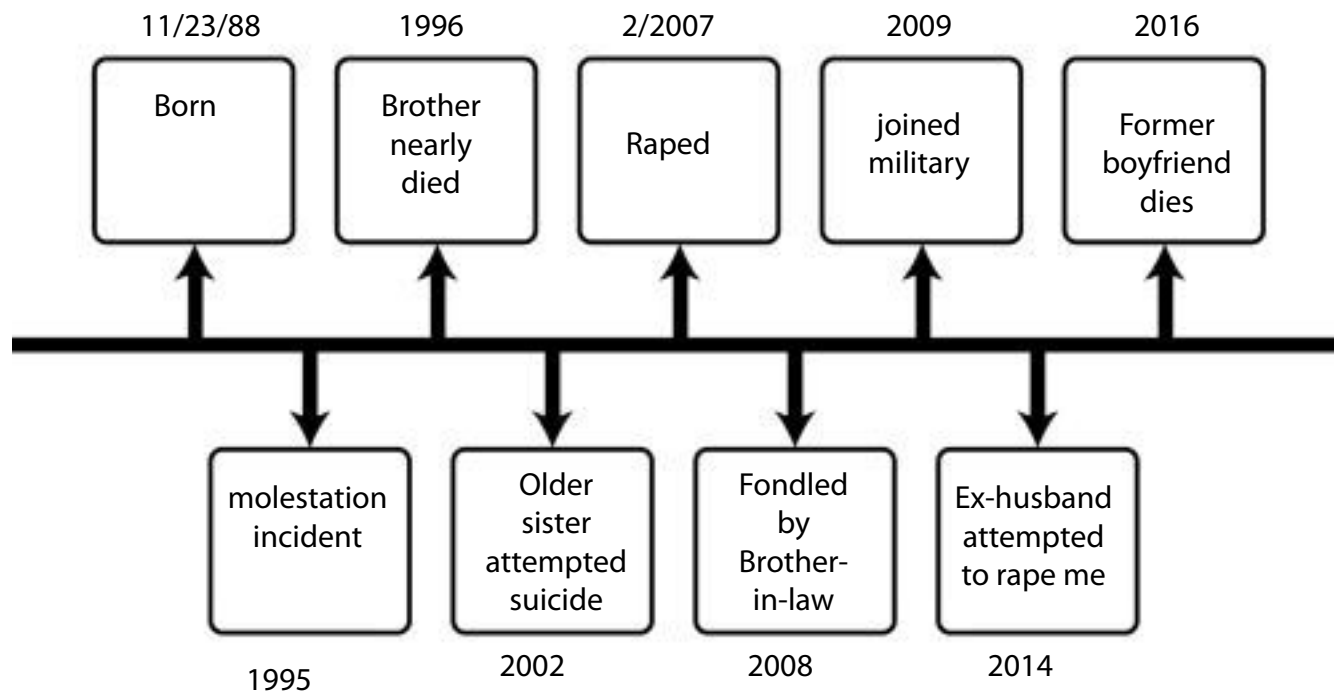 11/23/88
Born
1996
Brother
nearly
died
2/2007
Raped
2009
joined
military
2016
Former
boyfriend
dies
molestation
incident
1995
Older
sister
attempted
suicide
2002
Fondled
by
Brother-
in-law
2008
Ex-husband
attempted
to rape me
2014